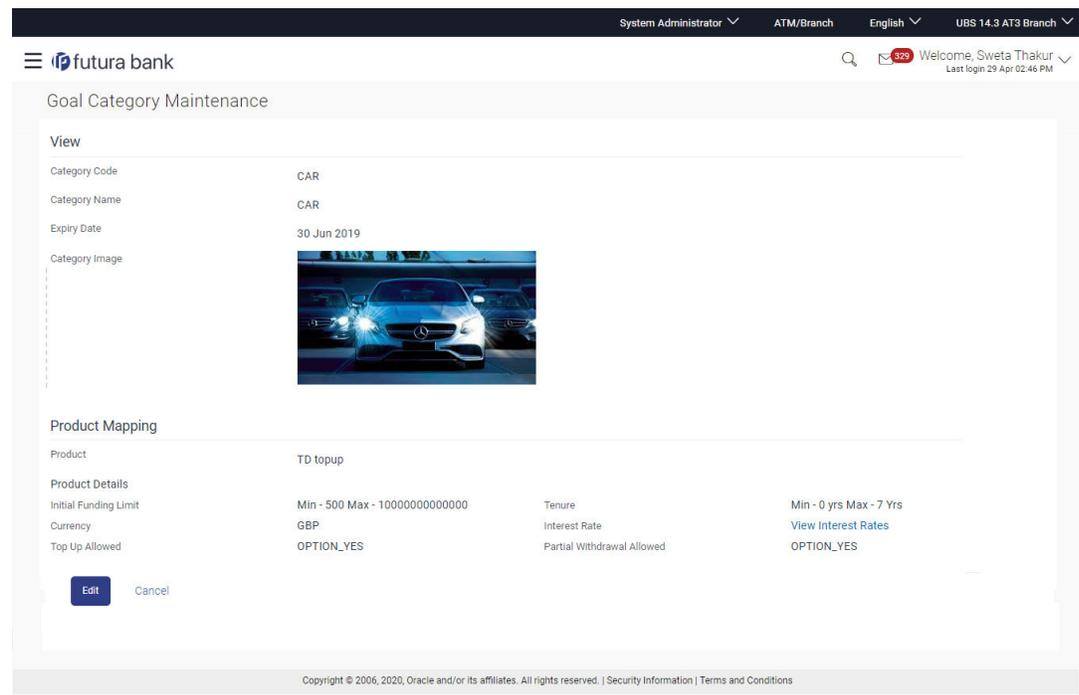 System Administrator ATM/Branch English UBS 14.3 AT3 Branch
futura bank 329 Welcome, Sweta Thakur
Last login 29 Apr 02:46 PM
Goal Category Maintenance
View
Category Code CAR
Category Name CAR
Expiry Date 30 Jun 2019
Category Image
Product Mapping
Product TD topup
Product Details
Initial Funding Limit Min - 500 Max - 10000000000000 Tenure Min - 0 yrs Max - 7 Yrs
Currency GBP Interest Rate View Interest Rates
Top Up Allowed OPTION_YES Partial Withdrawal Allowed OPTION_YES
Edit Cancel
Copyright © 2006, 2020, Oracle and/or its affiliates. All rights reserved. | Security Information | Terms and Conditions